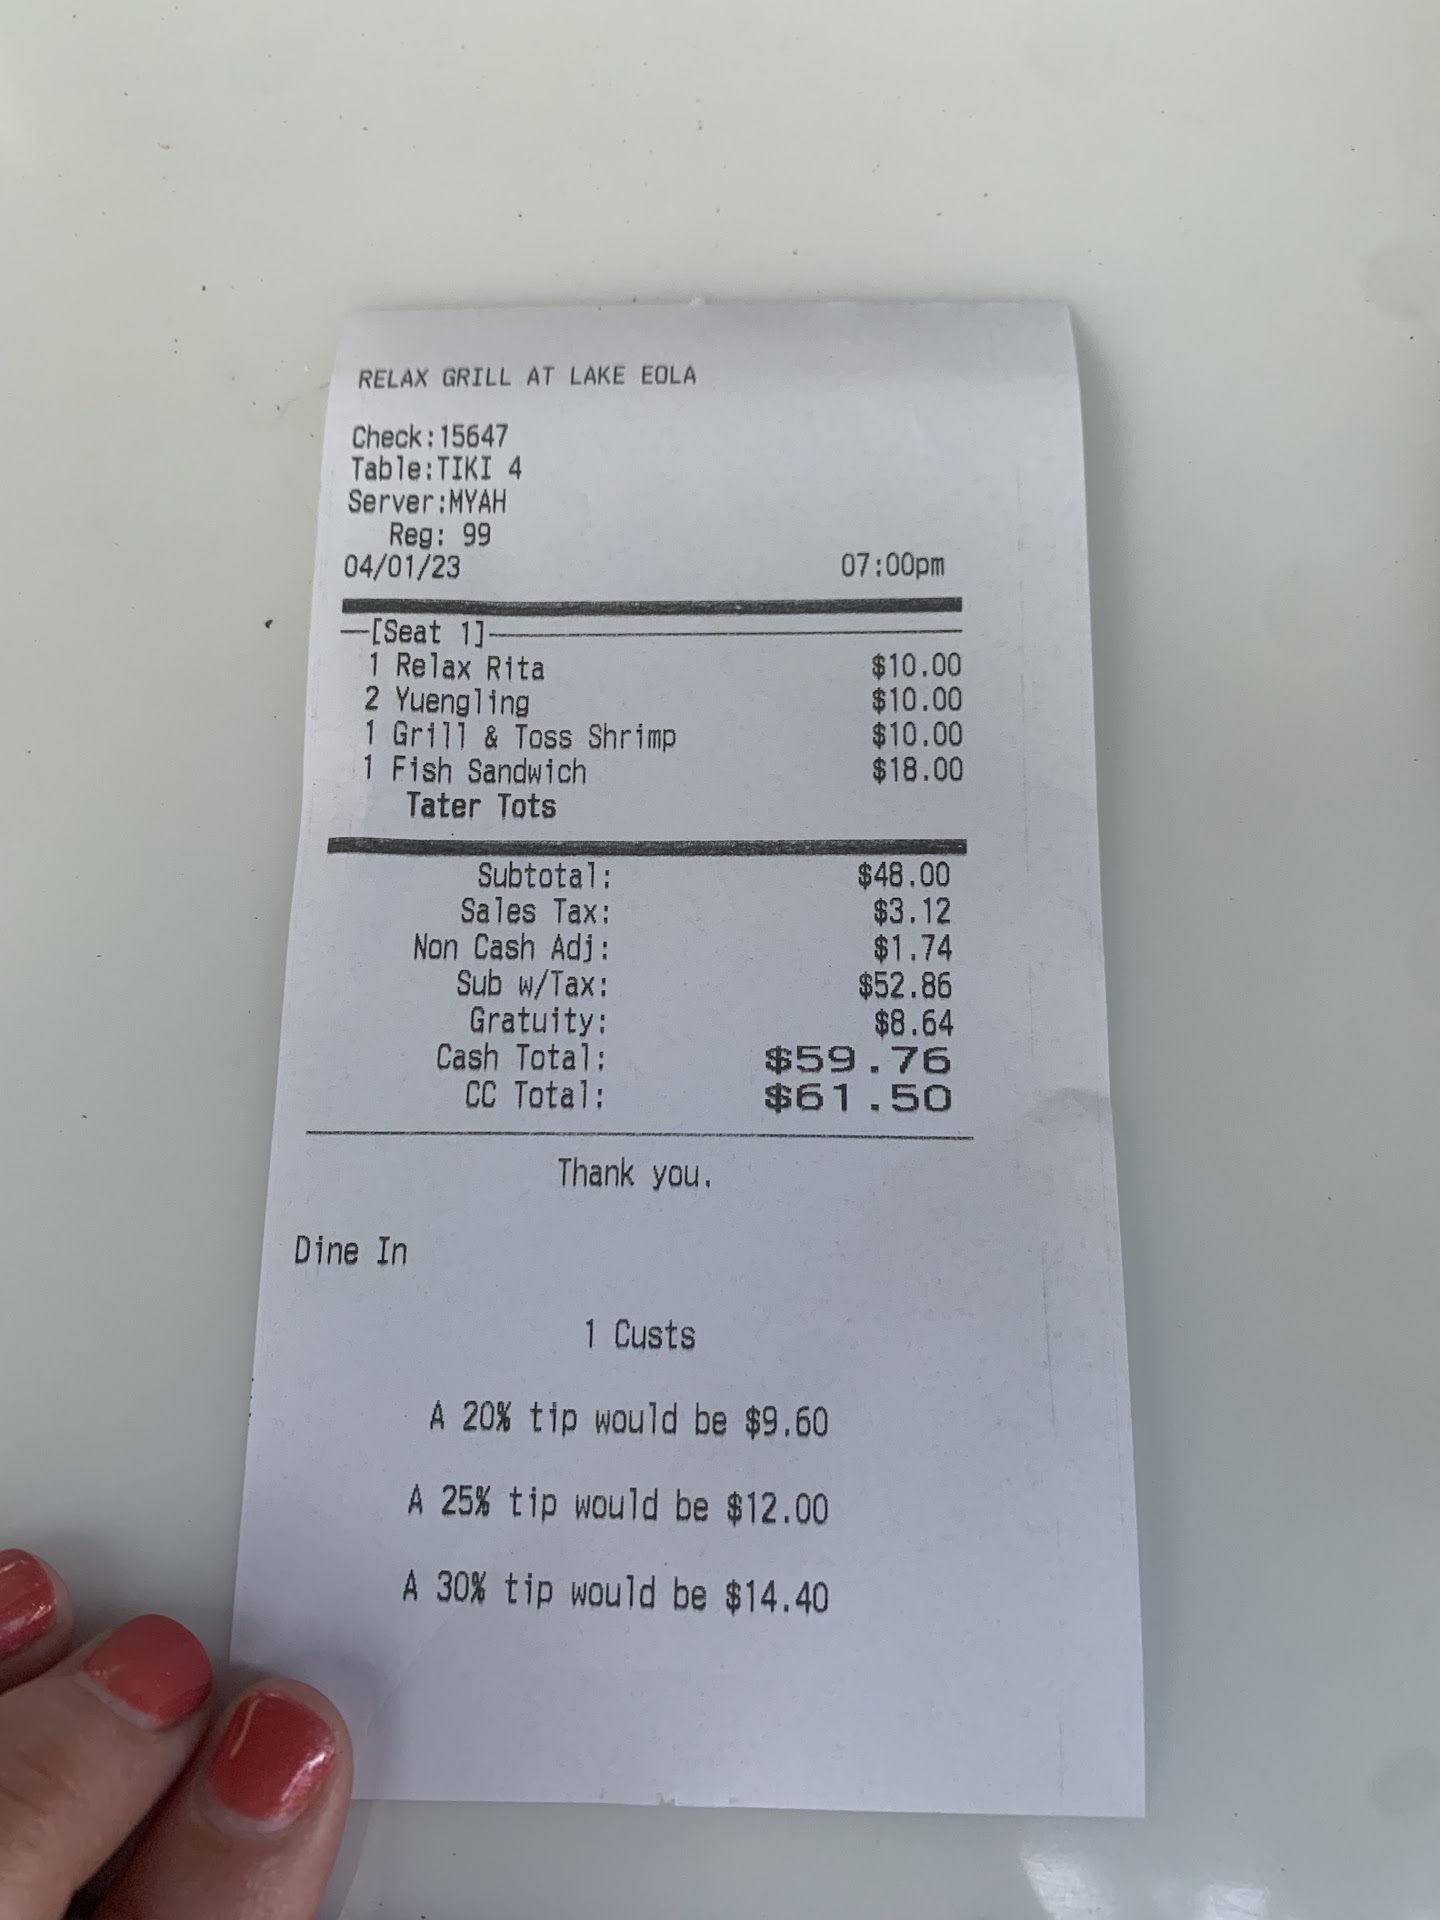 RELAX GRILL AT LAKE EOLA
Check:15647
Table:TIKI 4
Server:MYAH
Reg: 99
04/01/23 07:00pm
[Seat 1]
1 Relax Rita $10.00
2 Yuengling $10.00
1 Grill & Toss Shrimp $10.00
1 Fish Sandwich $18.00
Tater Tots
Subtotal: $48.00
Sales Tax: $3.12
Non Cash Adj: $1.74
Sub w/Tax: $52.86
Gratuity: $8.64
Cash Total: $59.76
CC Total: $61.50
Thank you.
Dine In
1 Custs
A 20% tip would be $9.60
A 25% tip would be $12.00
A 30% tip would be $14.40